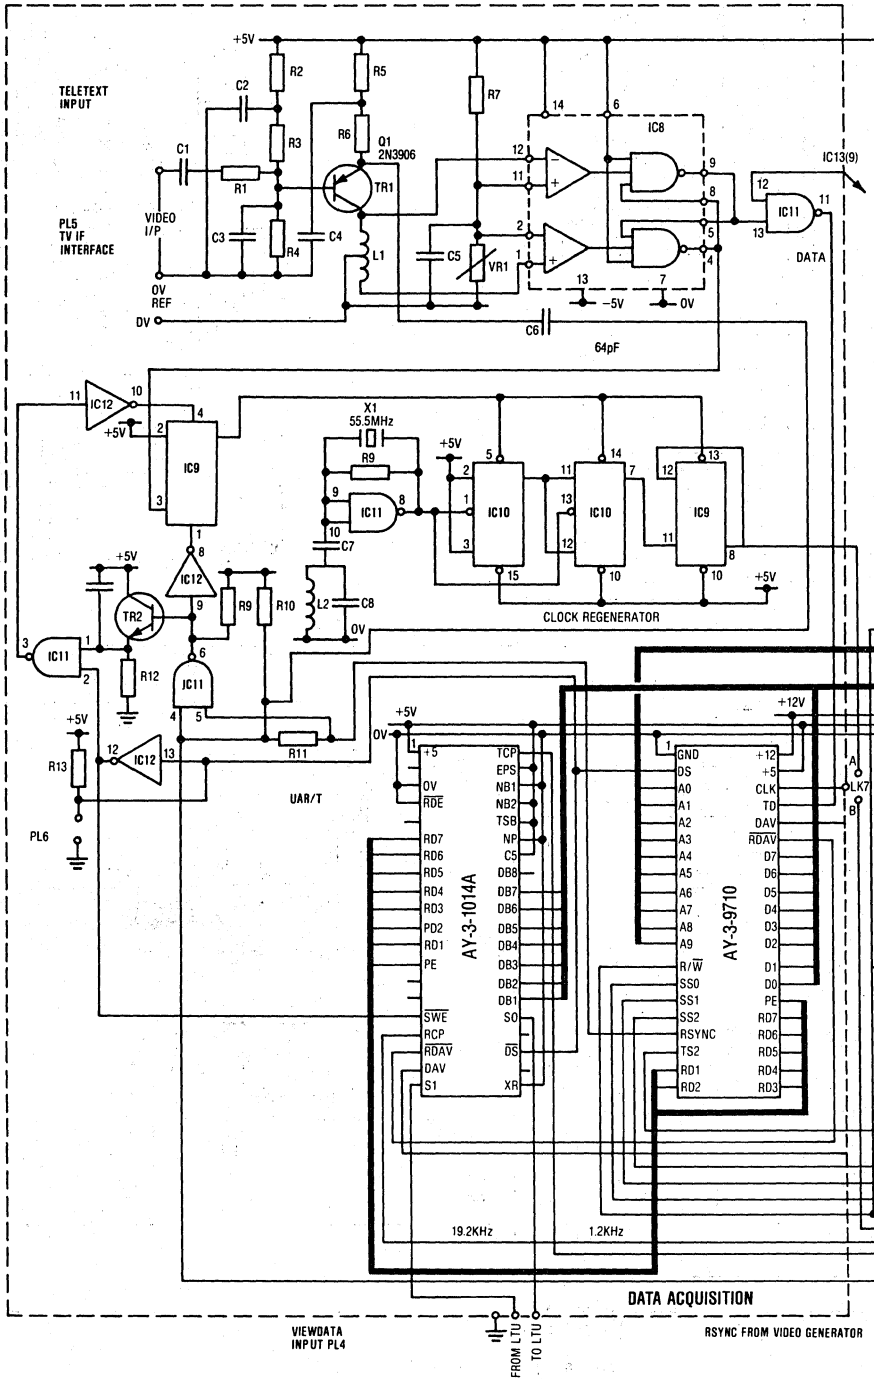 +5V
R2
R5
TELETEXT
INPUT
C2
R7
14
6
IC8
R3
R6
Q1
2N3906
C1
12
9
IC13(9)
R1
TR1
11
8
12
IC11
11
PL5
TV IF
INTERFACE
VIDEO
I/P
C3
R4
C4
L1
C5
VR1
2
1
5
4
13
DATA
0V
REF
13
-5V
7
0V
DV
C6
64pF
11
IC12
10
4
+5V
2
IC9
3
1
X1
55.5MHz
R9
9
IC11
8
10
C7
L2
C8
0V
+5V
5
2
1
3
IC10
15
14
11
13
12
IC10
7
10
13
12
IC9
11
8
10
+5V
CLOCK REGENERATOR
+5V
8
IC12
9
TR2
R9
R10
3
IC11
1
2
R12
6
JC11
4
5
+5V
R13
12
IC12
13
R11
PL6
UAR/T
+5V
0V
1
+5
0V
RDE
RD7
RD6
RD5
RD4
RD3
PD2
RD1
PE
SWE
RCP
RDAV
DAV
S1
AY-3-1014A
TCP
EPS
NB1
NB2
TSB
NP
C5
DB8
DB7
DB6
DB5
DB4
DB3
DB2
DB1
SO
DS
XR
+12V
1
GND
DS
A0
A1
A2
A3
A4
A5
A6
A7
A8
A9
R/W
SS0
SS1
SS2
RSYNC
TS2
RD1
RD2
AY-3-9710
+12
+5
CLK
TD
DAV
RDAV
D7
D6
D5
D4
D3
D2
D1
D0
PE
RD7
RD6
RD5
RD4
RD3
A
LK7
B
19.2KHz
1.2KHz
DATA ACQUISITION
VIEWDATA
INPUT PL4
FROM LTU
TO LTU
RSYNC FROM VIDEO GENERATOR